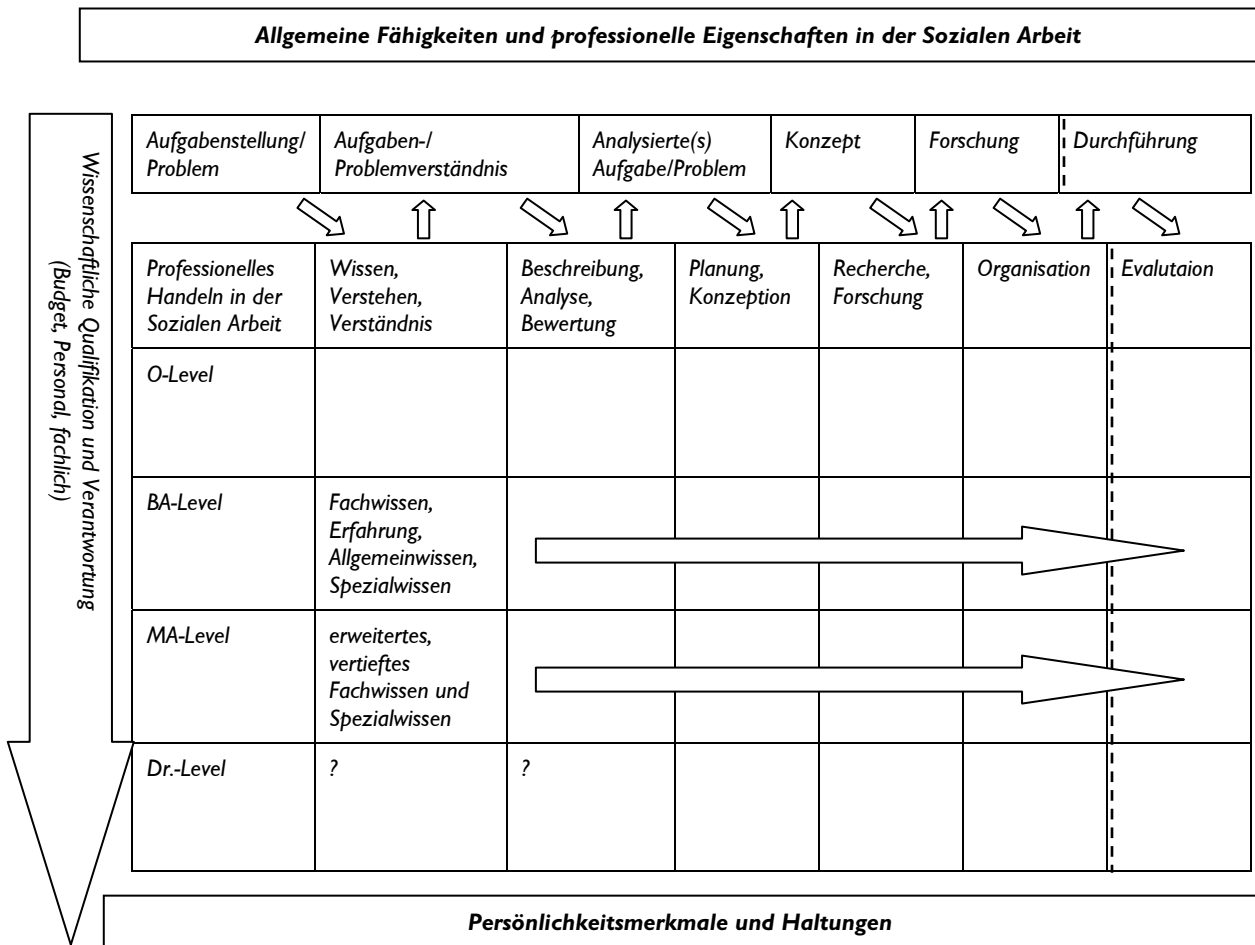 Allgemeine Fähigkeiten und professionelle Eigenschaften in der Sozialen Arbeit
Wissenschaftliche Qualifikation und Verantwortung
(Budget, Personal, fachlich)
Aufgabenstellung/
Problem
Aufgaben-/
Problemverständnis
Analysierte(s)
Aufgabe/Problem
Konzept
Forschung
Durchführung
Professionelles
Handeln in der
Sozialen Arbeit
Wissen,
Verstehen,
Verständnis
Beschreibung,
Analyse,
Bewertung
Planung,
Konzeption
Recherche,
Forschung
Organisation
Evalutaion
O-Level
BA-Level
Fachwissen,
Erfahrung,
Allgemeinwissen,
Spezialwissen
MA-Level
erweitertes,
vertieftes
Fachwissen und
Spezialwissen
Dr.-Level
?
?
Persönlichkeitsmerkmale und Haltungen